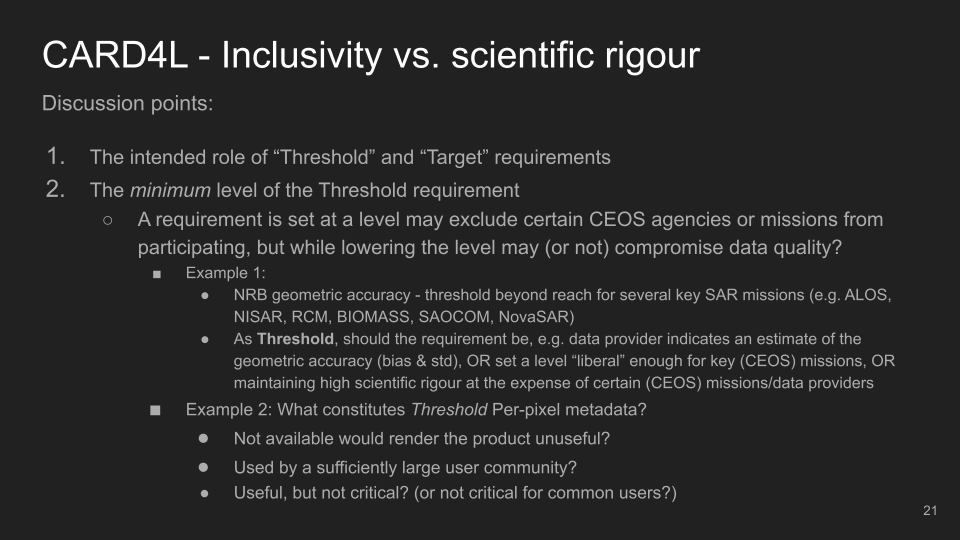 CARD4L - Inclusivity vs. scientific rigour
Discussion points:
1. The intended role of “Threshold” and “Target” requirements
2. The minimum level of the Threshold requirement
○ A requirement is set at a level may exclude certain CEOS agencies or missions from
participating, but while lowering the level may (or not) compromise data quality?
■ Example 1:
● NRB geometric accuracy - threshold beyond reach for several key SAR missions (e.g. ALOS,
NISAR, RCM, BIOMASS, SAOCOM, NovaSAR)
● As Threshold, should the requirement be, e.g. data provider indicates an estimate of the
geometric accuracy (bias & std), OR set a level “liberal” enough for key (CEOS) missions, OR
maintaining high scientific rigour at the expense of certain (CEOS) missions/data providers
■ Example 2: What constitutes Threshold Per-pixel metadata?
● Not available would render the product unuseful?
● Used by a sufficiently large user community?
● Useful, but not critical? (or not critical for common users?)
21